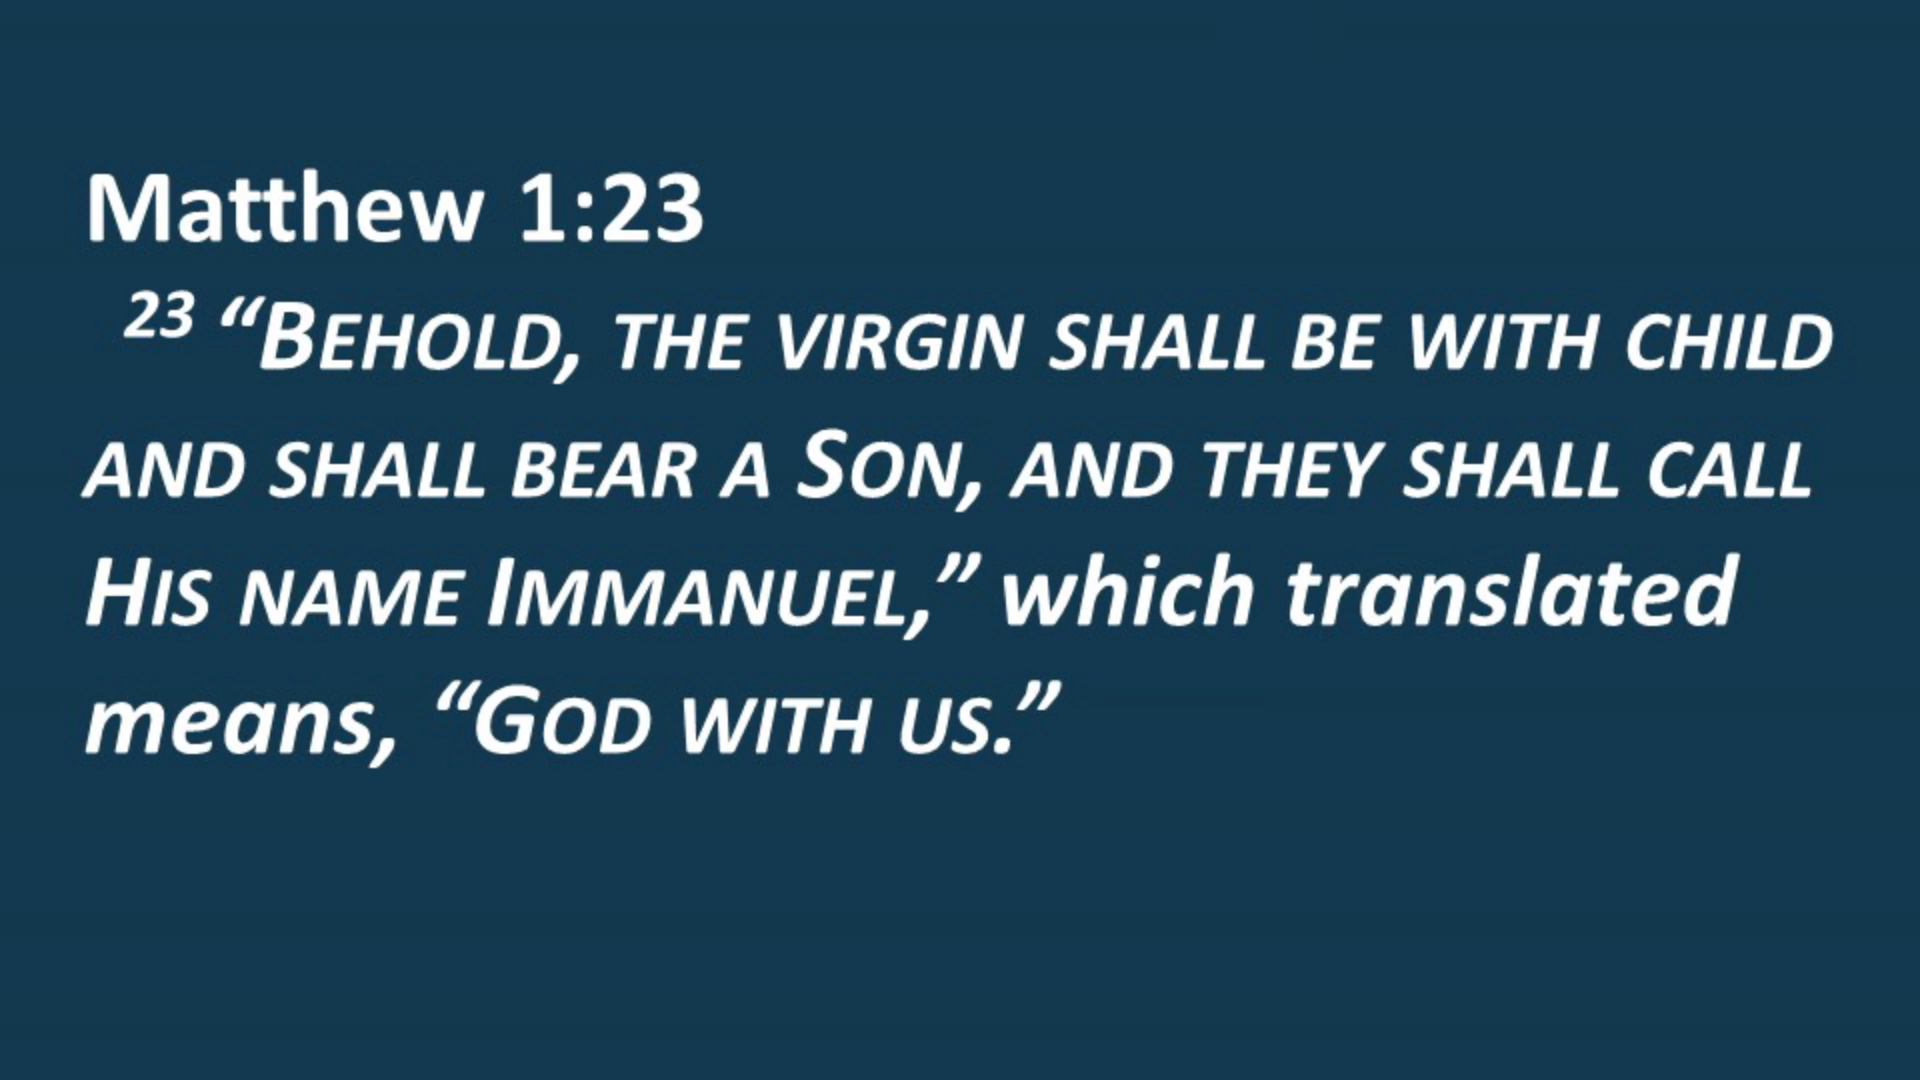 Matthew 1:23
23 “BEHOLD, THE VIRGIN SHALL BE WITH CHILD
AND SHALL BEAR A SON, AND THEY SHALL CALL
HIS NAME IMMANUEL,” which translated
means, “GOD WITH US.”